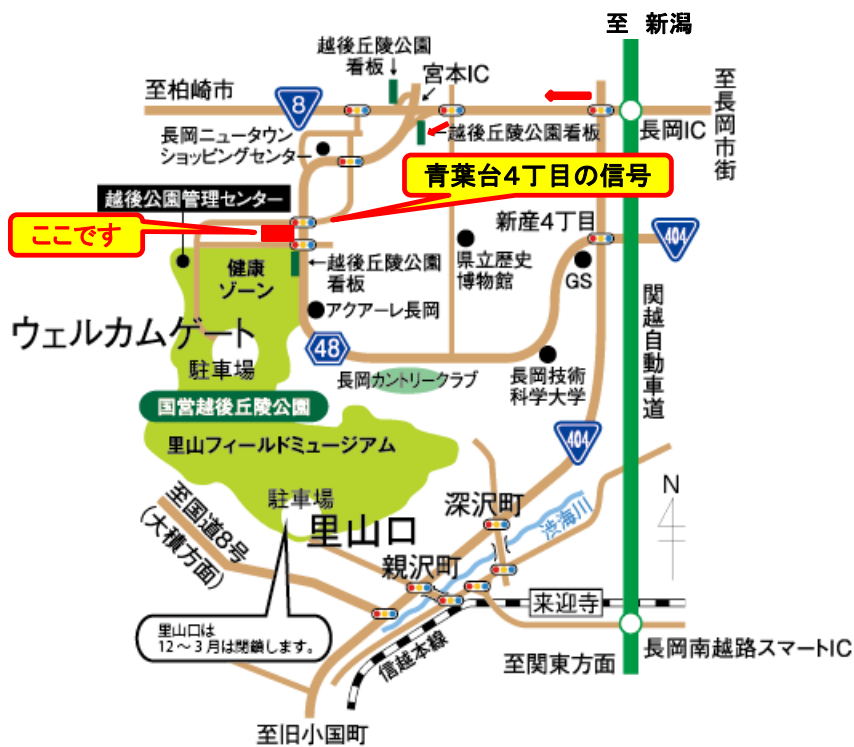 至 新潟
越後丘陵公園
看板↓
宮本IC
至柏崎市
8
至長岡市街
長岡IC
←越後丘陵公園看板
長岡ニュータウン
ショッピングセンター
青葉台4丁目の信号
越後公園管理センター
ここです
新産4丁目
404
県立歴史
博物館
GS
健康
ゾーン
←越後丘陵公園
看板
アクアーレ長岡
関越自動車道
ウェルカムゲート
駐車場
48
長岡カントリークラブ
長岡技術
科学大学
国営越後丘陵公園
里山フィールドミュージアム
404
駐車場
里山口
深沢町
渋海川
N
至国道8号
(大積方面)
親沢町
来迎寺
里山口は
12～3月は閉鎖します。
信越本線
至関東方面
長岡南越路スマートIC
至旧小国町